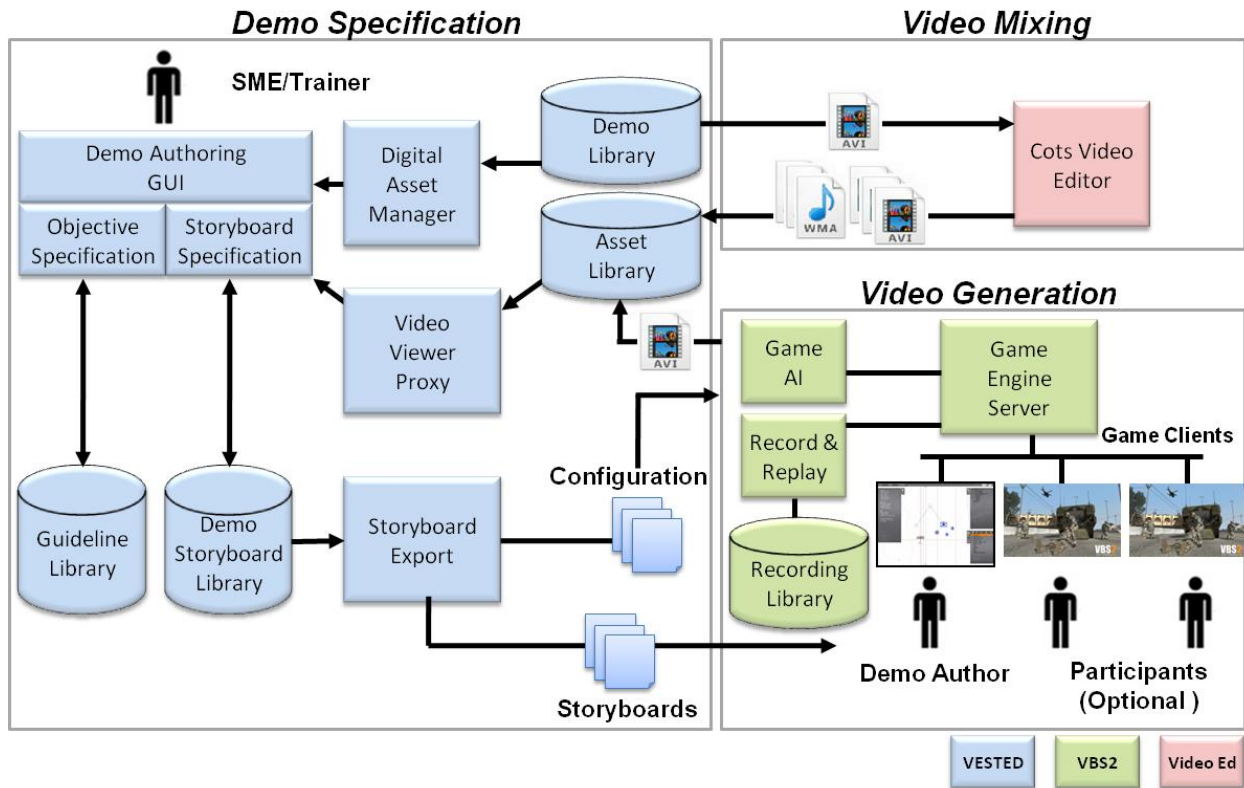 Demo Specification
Video Mixing
SME/Trainer
Demo Authoring
GUI
Objective
Specification
Storyboard
Specification
Digital
Asset
Manager
Demo
Library
AVI
Cots Video
Editor
WMA
AVI
Asset
Library
Video
Viewer
Proxy
AVI
Video Generation
Game
AI
Game
Engine
Server
Record &
Replay
Game Clients
VBS2
VBS2
Recording
Library
Configuration
Guideline
Library
Demo
Storyboard
Library
Storyboard
Export
Storyboards
Demo Author
Participants
(Optional )
VESTED
VBS2
Video Ed